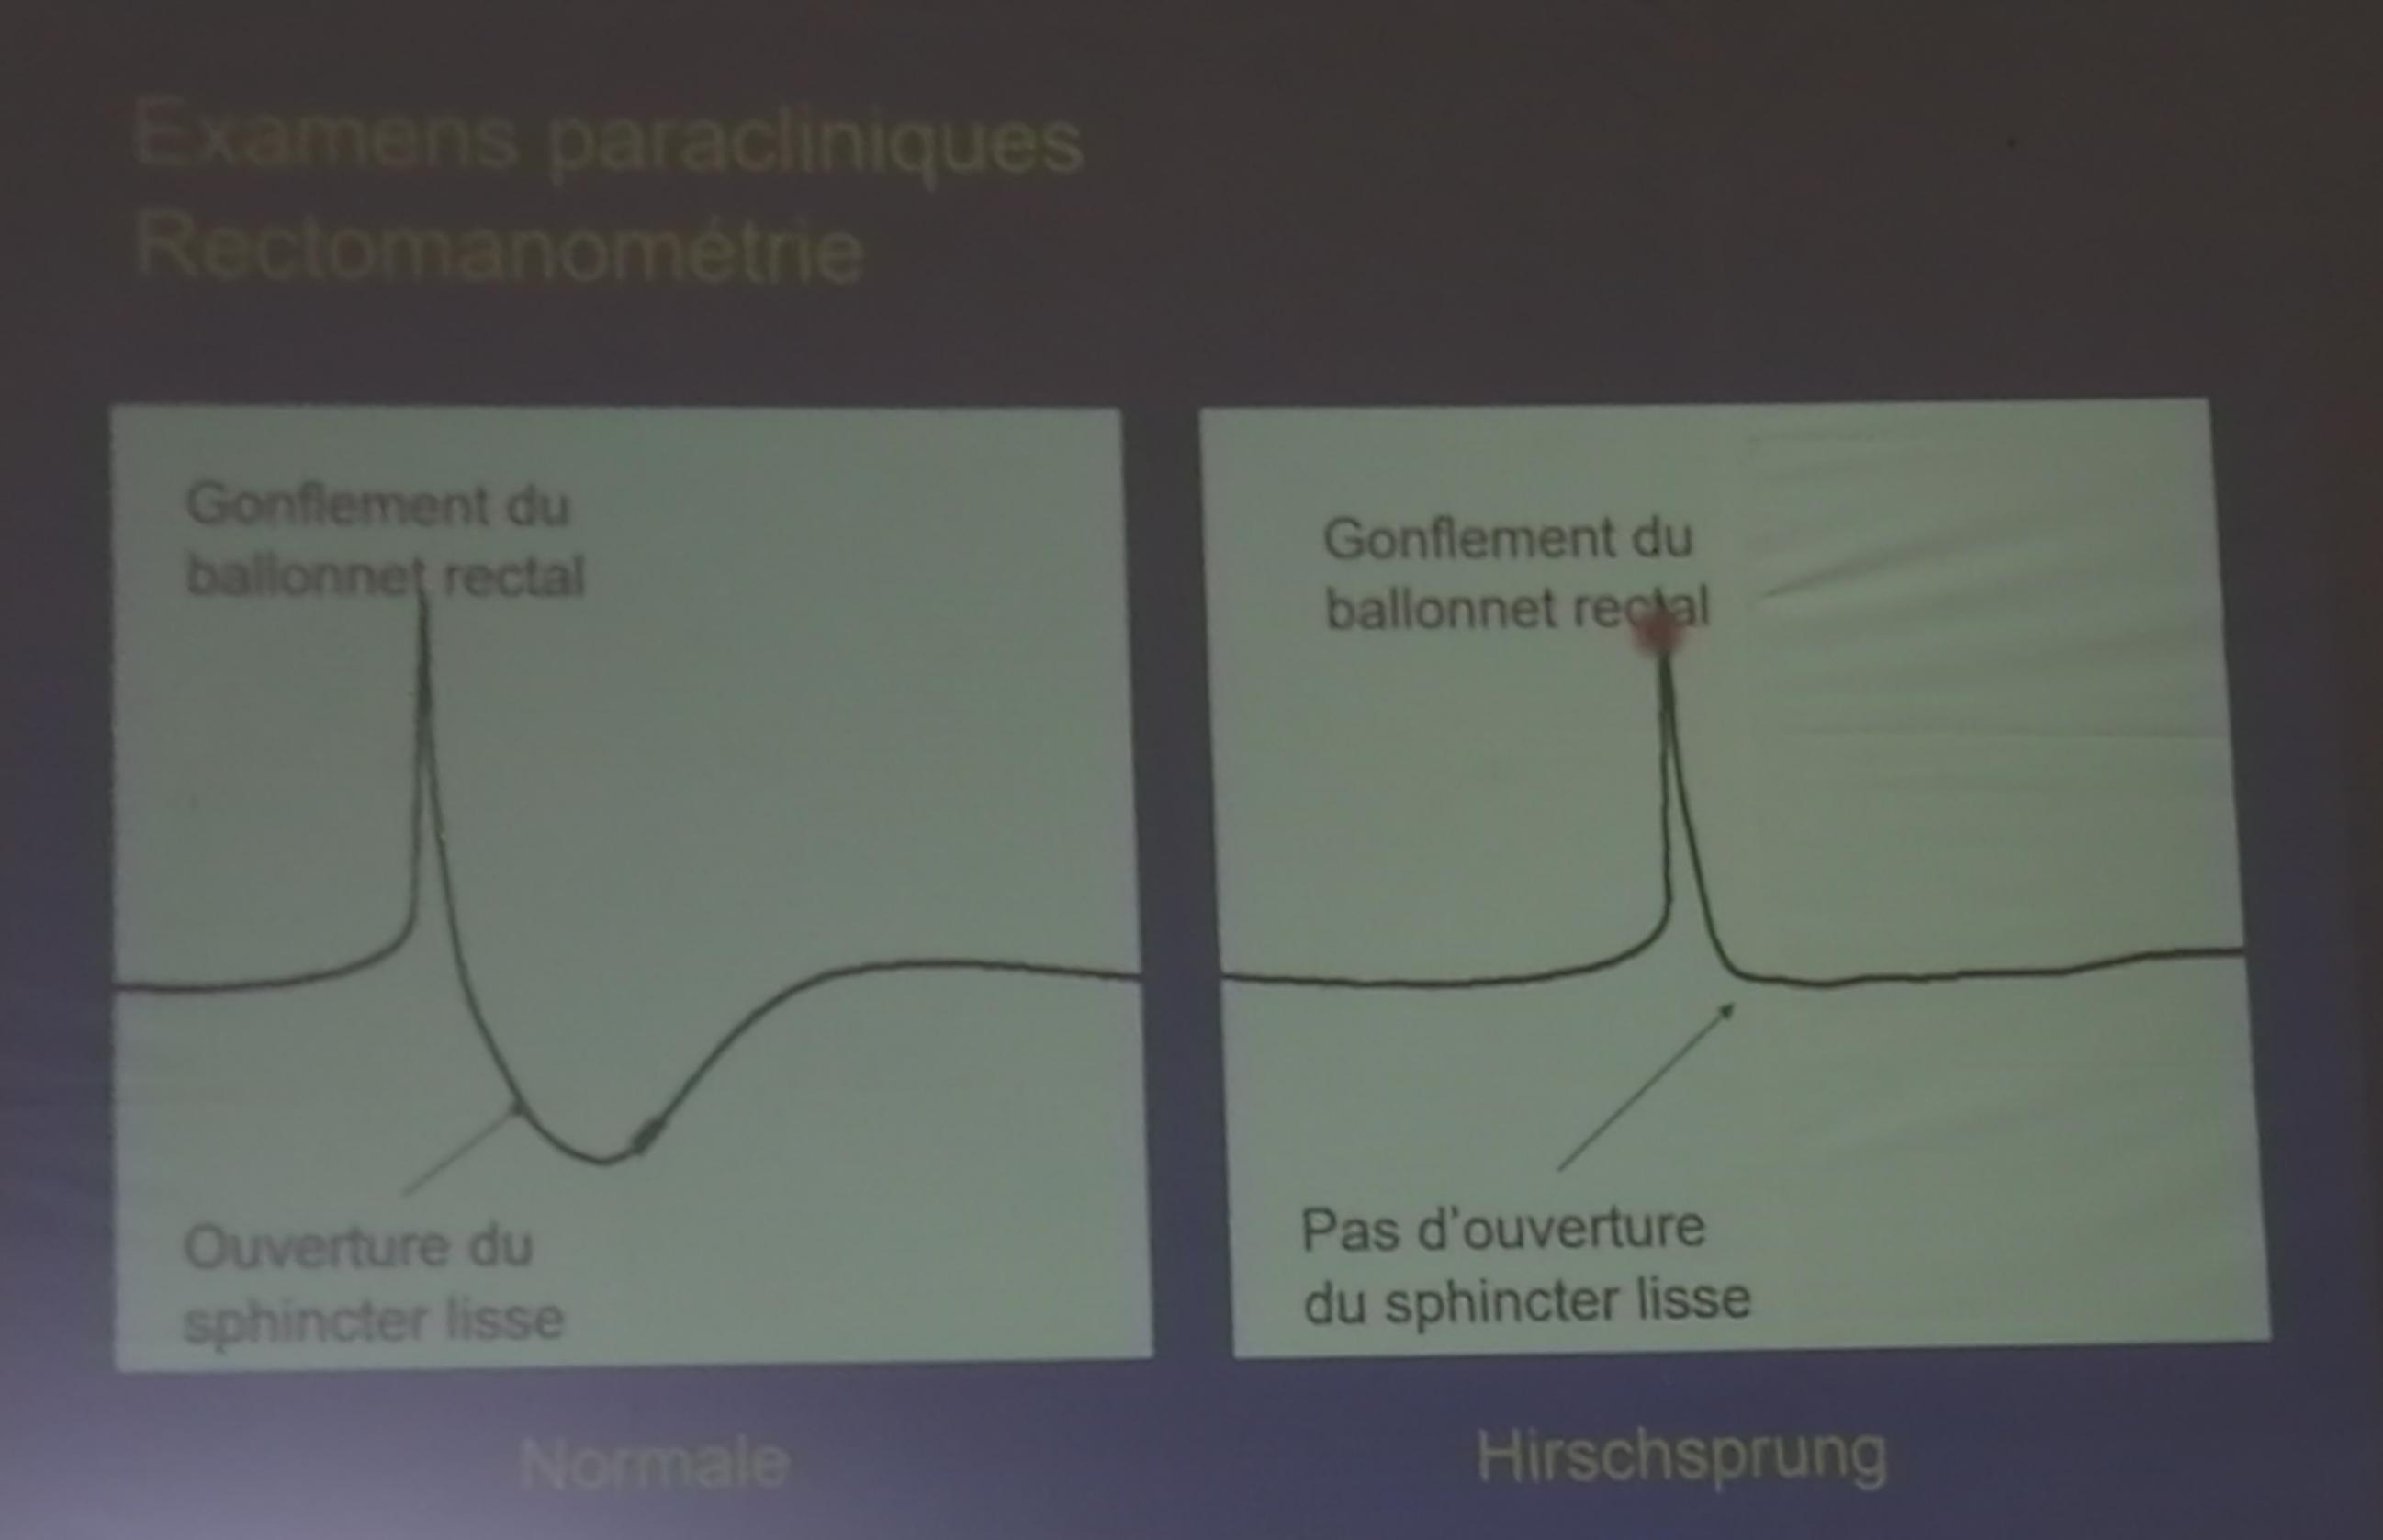 Examens paracliniques
Rectomanométrie
Gonflement du
ballonnet rectal
Ouverture du
sphincter lisse
Normale
Gonflement du
ballonnet rectal
Pas d'ouverture
du sphincter lisse
Hirschsprung